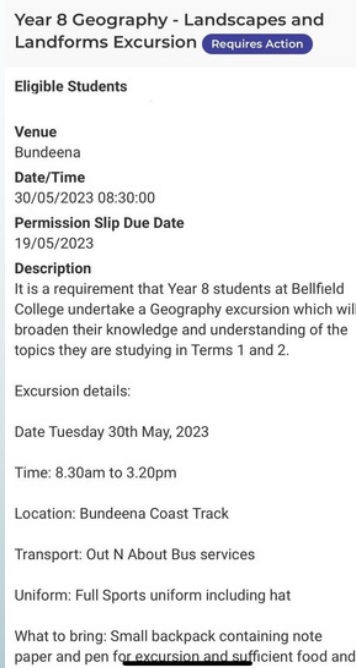 Year 8 Geography - Landscapes and
Landforms Excursion Requires Action
Eligible Students
Venue
Bundeena
Date/Time
30/05/2023 08:30:00
Permission Slip Due Date
19/05/2023
Description
It is a requirement that Year 8 students at Bellfield
College undertake a Geography excursion which will
broaden their knowledge and understanding of the
topics they are studying in Terms 1 and 2.
Excursion details:
Date Tuesday 30th May, 2023
Time: 8.30am to 3.20pm
Location: Bundeena Coast Track
Transport: Out N About Bus services
Uniform: Full Sports uniform including hat
What to bring: Small backpack containing note
paper and pen for excursion and sufficient food and